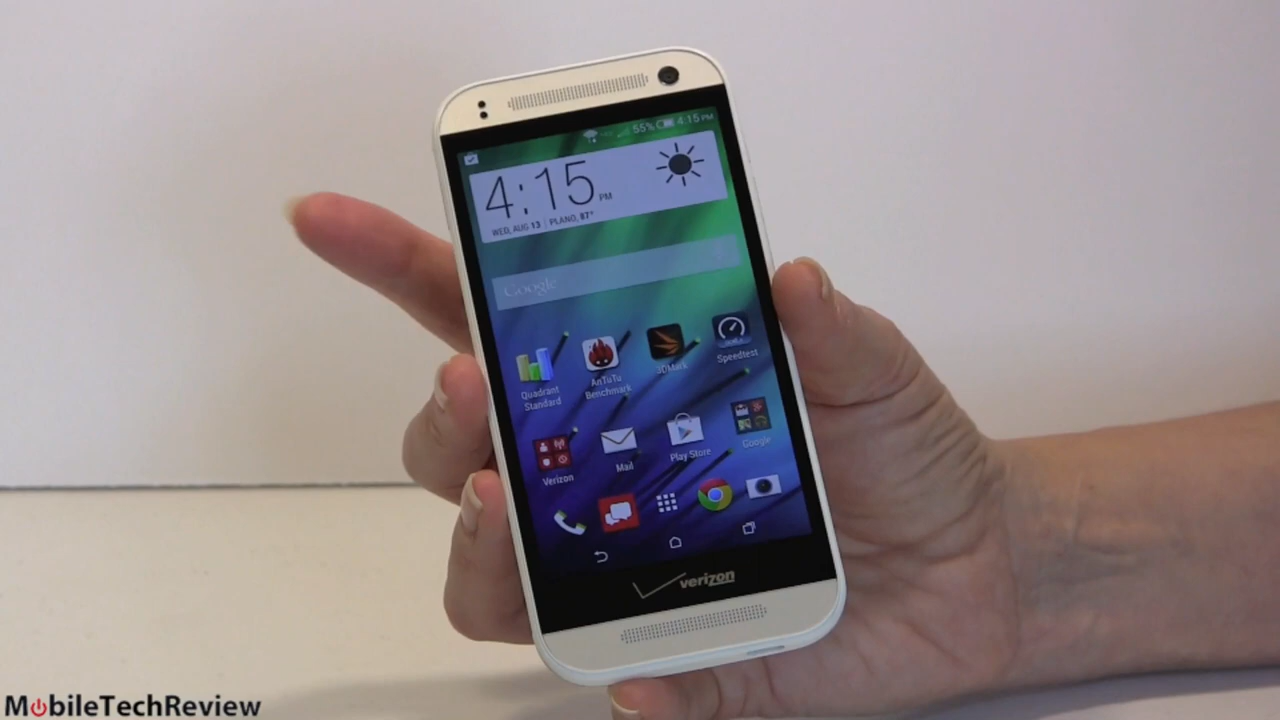 55% 4:15 PM
4:15 PM
WED, AUG 13 PLANO, 87°
Google
Quadrant Standard
AnTuTu Benchmark
3DMark
Speedtest
Verizon
Mail
Play Store
Google
verizon
MobileTechReview